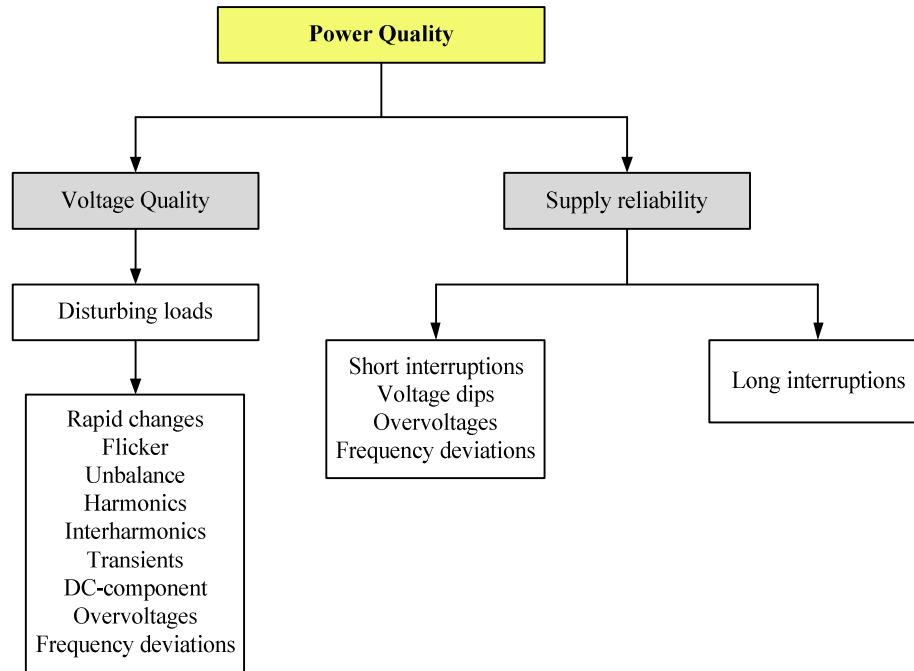 Power Quality
Voltage Quality
Supply reliability
Disturbing loads
Short interruptions
Voltage dips
Overvoltages
Frequency deviations
Long interruptions
Rapid changes
Flicker
Unbalance
Harmonics
Interharmonics
Transients
DC-component
Overvoltages
Frequency deviations